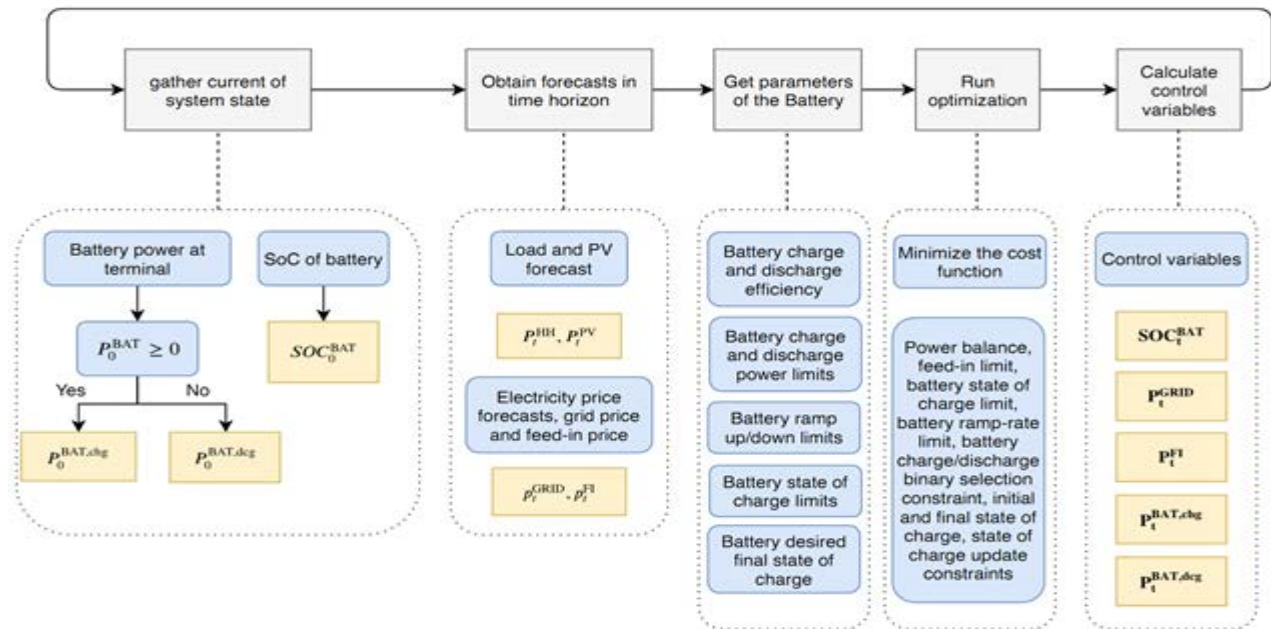 gather current of
system state
Obtain forecasts in
time horizon
Get parameters
of the Battery
Run
optimization
Calculate
control
variables
Battery power at
terminal
SoC of battery
P_0^BAT ≥ 0
SOC_0^BAT
Yes
No
P_0^BAT,chg
P_0^BAT,dcg
Load and PV
forecast
P_t^HH, P_t^PV
Electricity price
forecasts, grid price
and feed-in price
p_t^GRID, p_t^FI
Battery charge
and discharge
efficiency
Battery charge
and discharge
power limits
Battery ramp
up/down limits
Battery state of
charge limits
Battery desired
final state of
charge
Minimize the cost
function
Power balance,
feed-in limit,
battery state of
charge limit,
battery ramp-rate
limit, battery
charge/discharge
binary selection
constraint, initial
and final state of
charge, state of
charge update
constraints
Control variables
SOC_t^BAT
P_t^GRID
P_t^FI
P_t^BAT,chg
P_t^BAT,dcg